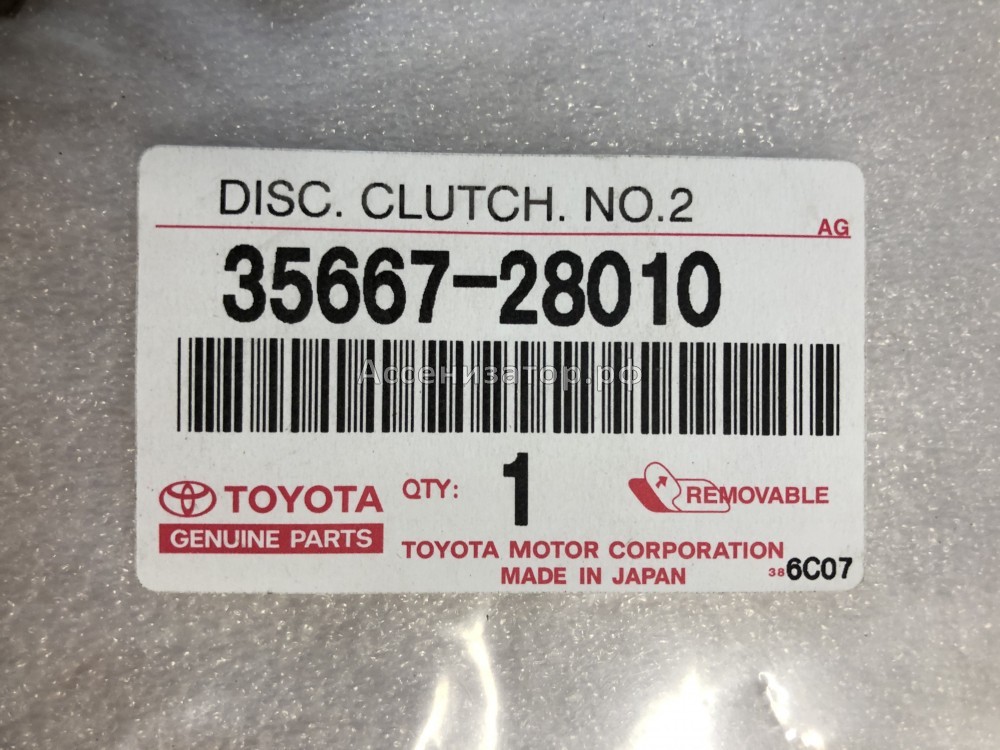 DISC. CLUTCH. NO.2
AG
35667-28010
Ассенизатор.рф
TOYOTA
GENUINE PARTS
QTY: 1
REMOVABLE
TOYOTA MOTOR CORPORATION
MADE IN JAPAN
38 6C07